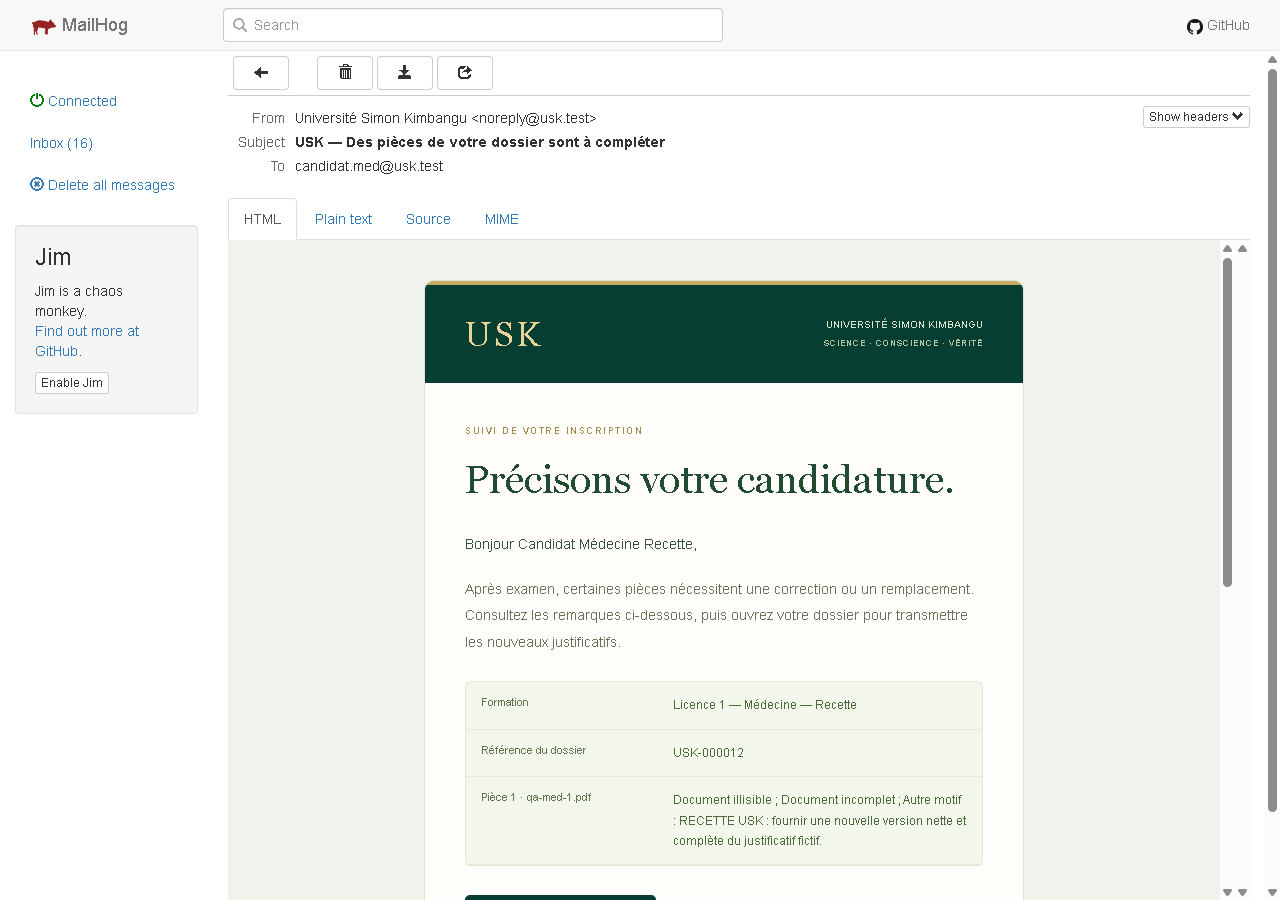 MailHog
Search
GitHub
Connected
Inbox (16)
Delete all messages
Jim
Jim is a chaos
monkey.
Find out more at
GitHub.
Enable Jim
From Université Simon Kimbangu <noreply@usk.test>
Show headers
Subject USK — Des pièces de votre dossier sont à compléter
To candidat.med@usk.test
HTML Plain text Source MIME
USK
UNIVERSITÉ SIMON KIMBANGU
SCIENCE · CONSCIENCE · VÉRITÉ
SUIVI DE VOTRE INSCRIPTION
Précisons votre candidature.
Bonjour Candidat Médecine Recette,
Après examen, certaines pièces nécessitent une correction ou un remplacement.
Consultez les remarques ci-dessous, puis ouvrez votre dossier pour transmettre
les nouveaux justificatifs.
Formation Licence 1 — Médecine — Recette
Référence du dossier USK-000012
Pièce 1 · qa-med-1.pdf Document illisible ; Document incomplet ; Autre motif
: RECETTE USK : fournir une nouvelle version nette et
complète du justificatif fictif.